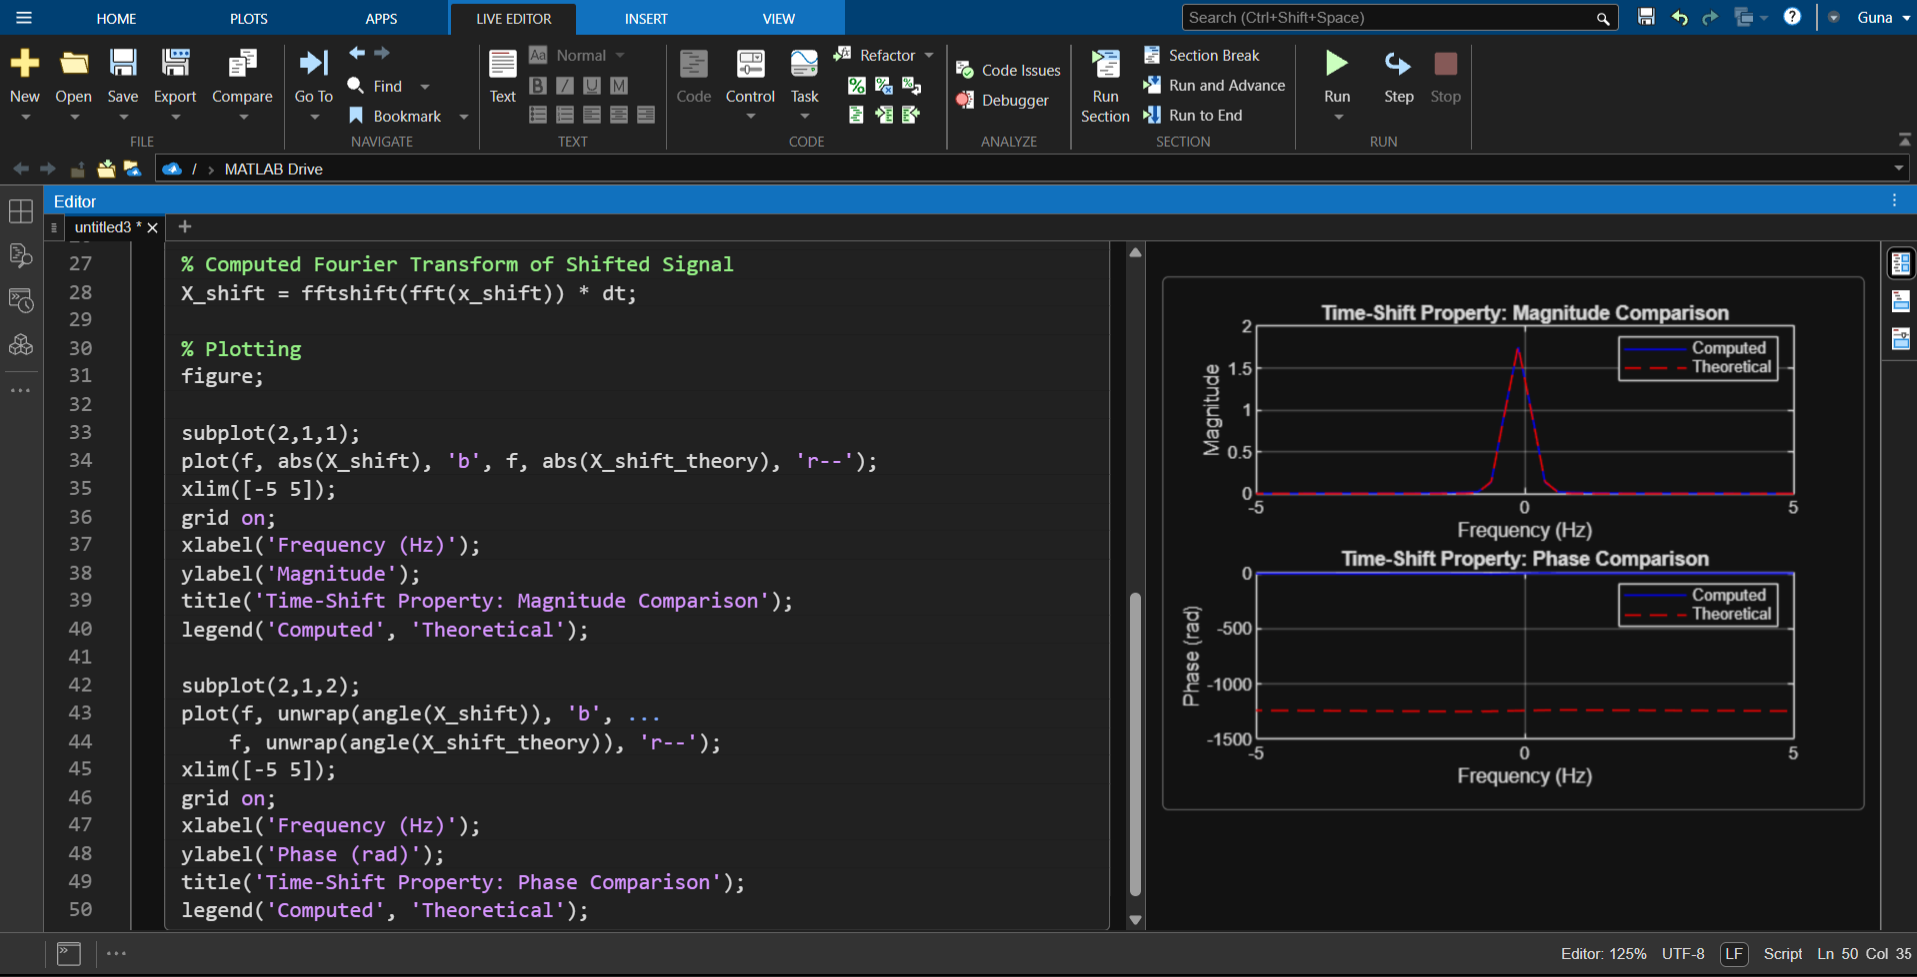 HOME PLOTS APPS LIVE EDITOR INSERT VIEW Search (Ctrl+Shift+Space) Guna
New Open Save Export Compare Go To Find Bookmark Text Normal B I U M Code Control Task Refactor Code Issues Debugger Run Section Section Break Run and Advance Run to End Run Step Stop
FILE NAVIGATE TEXT CODE ANALYZE SECTION RUN
/ › MATLAB Drive
Editor
untitled3 *
27 % Computed Fourier Transform of Shifted Signal
28 X_shift = fftshift(fft(x_shift)) * dt;
29
30 % Plotting
31 figure;
32
33 subplot(2,1,1);
34 plot(f, abs(X_shift), 'b', f, abs(X_shift_theory), 'r--');
35 xlim([-5 5]);
36 grid on;
37 xlabel('Frequency (Hz)');
38 ylabel('Magnitude');
39 title('Time-Shift Property: Magnitude Comparison');
40 legend('Computed', 'Theoretical');
41
42 subplot(2,1,2);
43 plot(f, unwrap(angle(X_shift)), 'b', ...
44 f, unwrap(angle(X_shift_theory)), 'r--');
45 xlim([-5 5]);
46 grid on;
47 xlabel('Frequency (Hz)');
48 ylabel('Phase (rad)');
49 title('Time-Shift Property: Phase Comparison');
50 legend('Computed', 'Theoretical');
Time-Shift Property: Magnitude Comparison
Magnitude
2
1.5
1
0.5
0
Computed
Theoretical
-5 0 5
Frequency (Hz)
Time-Shift Property: Phase Comparison
Phase (rad)
0
-500
-1000
-1500
Computed
Theoretical
-5 0 5
Frequency (Hz)
Editor: 125% UTF-8 LF Script Ln 50 Col 35